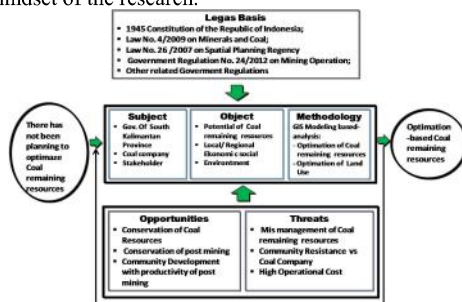 mindset of the research.
Legas Basis
▪ 1945 Constitution of the Republic of Indonesia;
▪ Law No. 4/2009 on Minerals and Coal;
▪ Law No. 26 /2007 on Spatial Planning Regency
▪ Government Regulation No. 24/2012 on Mining Operation;
▪ Other related Goverment Regulations
There has
not been
planning to
optimaze
Coal
remaining
resources
Subject
▪ Gov. Of South
Kalimantan
Province
▪ Coal company
▪ Stakeholder
Object
▪ Potential of Coal
remaining resources
▪ Local/ Regional
Ekonomi c social
▪ Environtment
Methodology
GIS Modeling based-
analysis:
- Optimation of Coal
remaining resources
- Optimation of Land
Use
Optimation
-based Coal
remaining
resources
Opportunities
▪ Conservation of Coal
Resources
▪ Conservation of post mining
▪ Community Development
with productivity of post
mining
Threats
▪ Mis management of Coal
remaining resources
▪ Community Resistance vs
Coal Company
▪ High Operational Cost